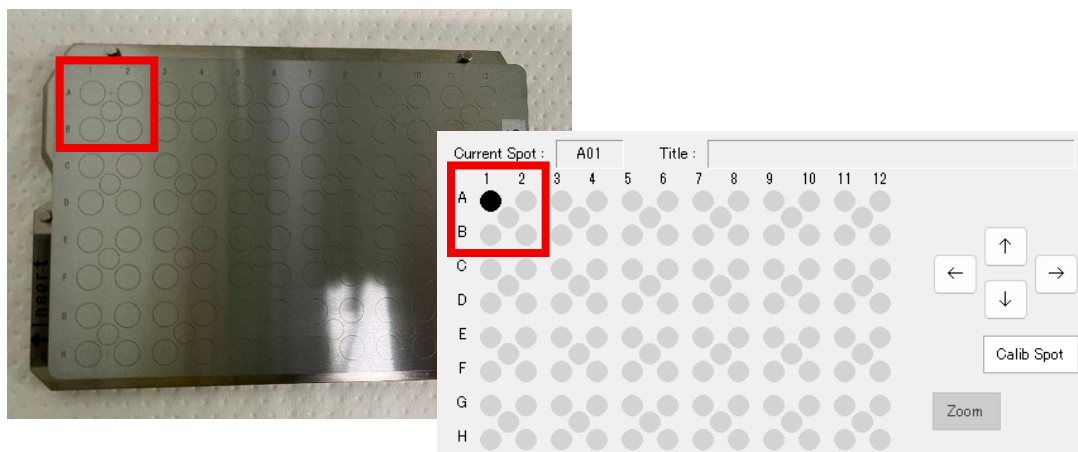 1 2 3 4 5 6 7 8 9 10 11 12
A
B
C
D
E
F
G
H
↑Insert
Current Spot : A01 Title :
1 2 3 4 5 6 7 8 9 10 11 12
A
B
C
D
E
F
G
H
↑
← →
↓
Calib Spot
Zoom